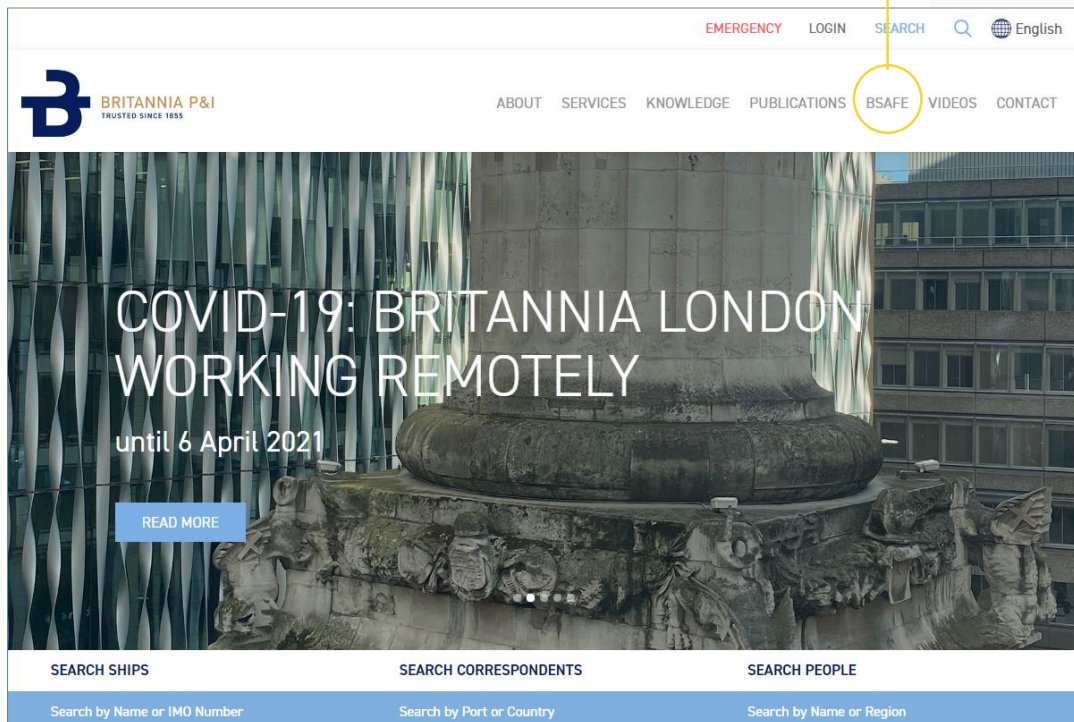 EMERGENCY LOGIN SEARCH English
BRITANNIA P&I
TRUSTED SINCE 1855
ABOUT SERVICES KNOWLEDGE PUBLICATIONS BSAFE VIDEOS CONTACT
COVID-19: BRITANNIA LONDON
WORKING REMOTELY
until 6 April 2021
READ MORE
SEARCH SHIPS SEARCH CORRESPONDENTS SEARCH PEOPLE
Search by Name or IMO Number Search by Port or Country Search by Name or Region